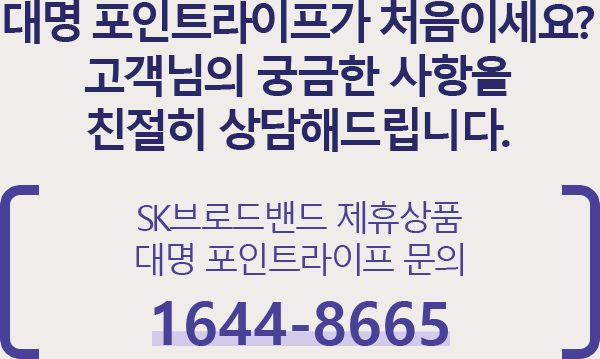 대명 포인트라이프가 처음이세요?
고객님의 궁금한 사항을
친절히 상담해드립니다.
SK브로드밴드 제휴상품
대명 포인트라이프 문의
1644-8665